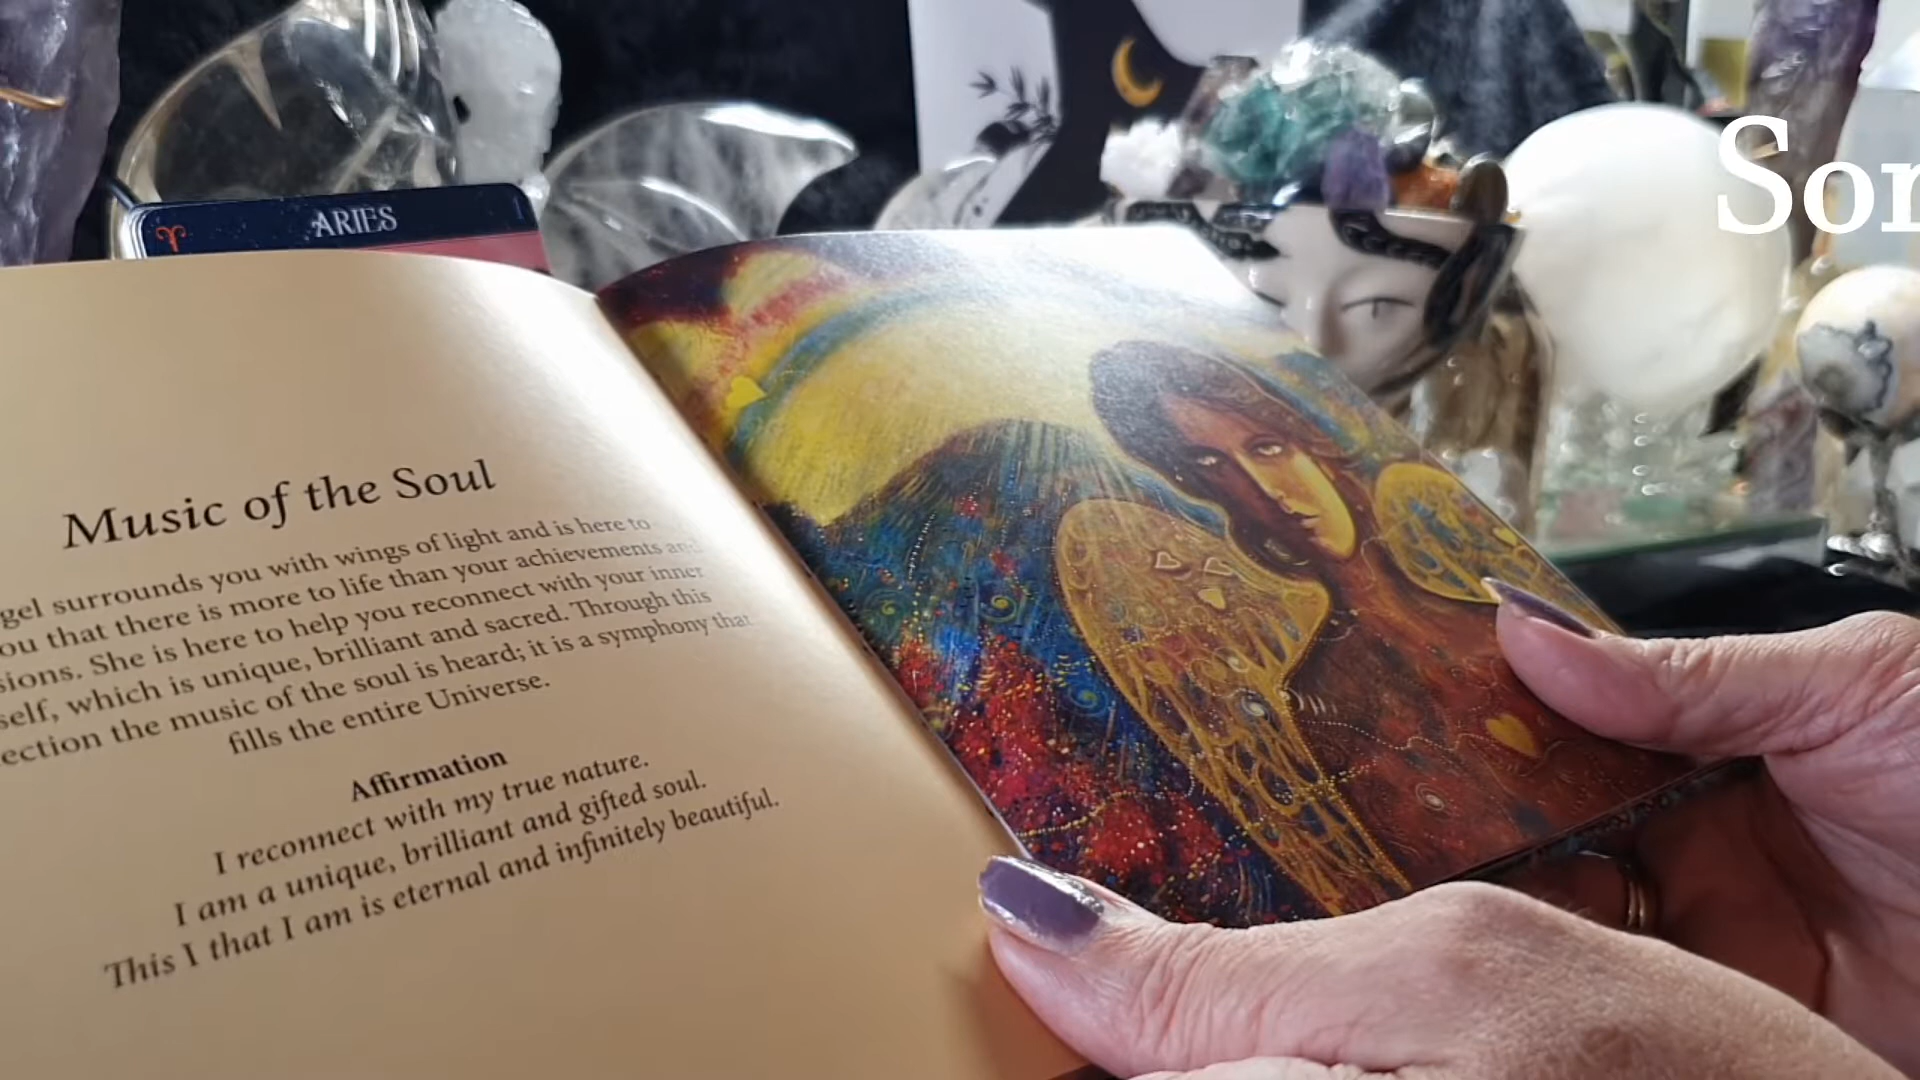 Sor
ARIES
Music of the Soul
gel surrounds you with wings of light and is here to
ou that there is more to life than your achievements and
sions. She is here to help you reconnect with your inner
self, which is unique, brilliant and sacred. Through this
ection the music of the soul is heard; it is a symphony that
fills the entire Universe.
Affirmation
I reconnect with my true nature.
I am a unique, brilliant and gifted soul.
This I that I am is eternal and infinitely beautiful.